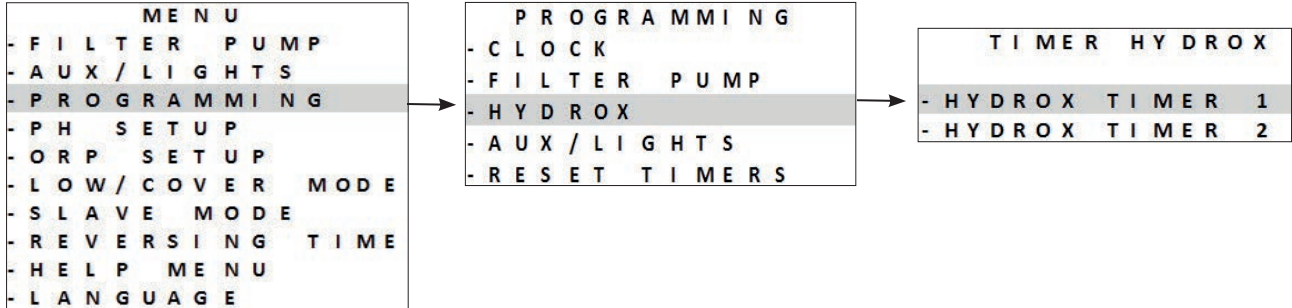 MENU
- FILTER PUMP
- AUX/LIGHTS
- PROGRAMMING
- PH SETUP
- ORP SETUP
- LOW/COVER MODE
- SLAVE MODE
- REVERSING TIME
- HELP MENU
- LANGUAGE
PROGRAMMING
- CLOCK
- FILTER PUMP
- HYDROX
- AUX/LIGHTS
- RESET TIMERS
TIMER HYDROX
- HYDROX TIMER 1
- HYDROX TIMER 2